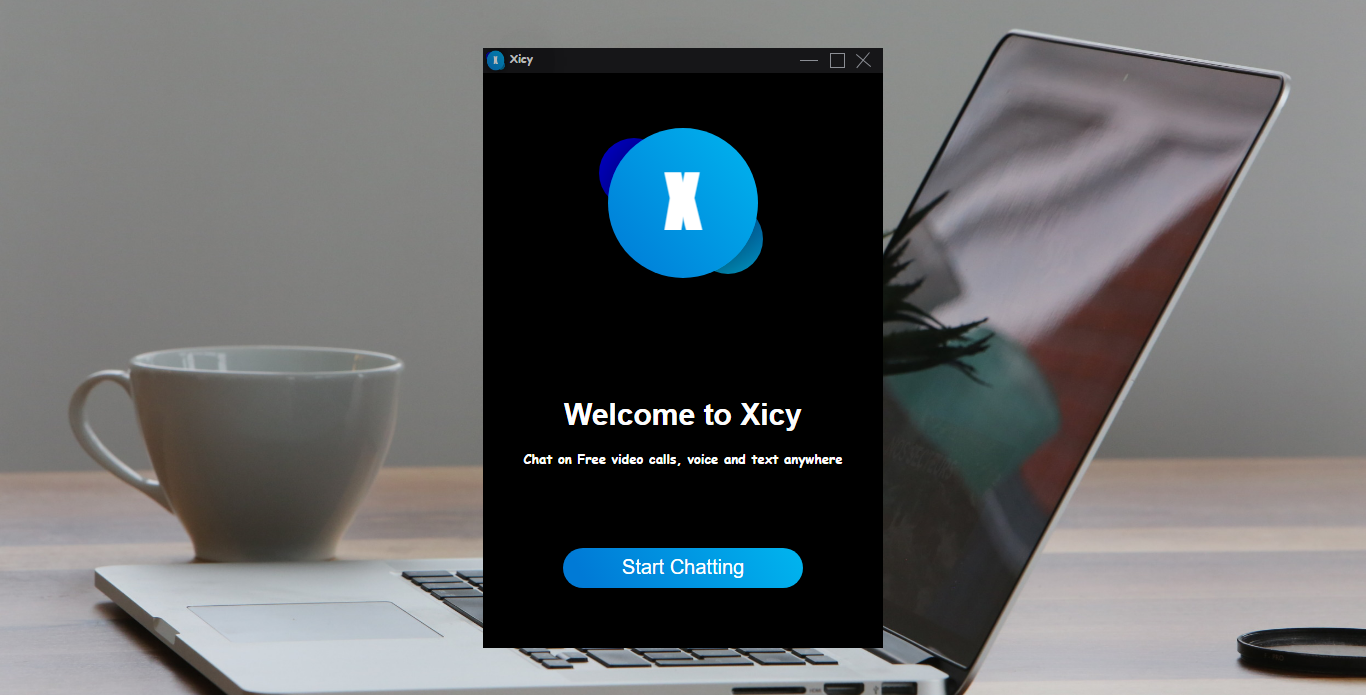 X Xicy
X
Welcome to Xicy
Chat on Free video calls, voice and text anywhere
Start Chatting